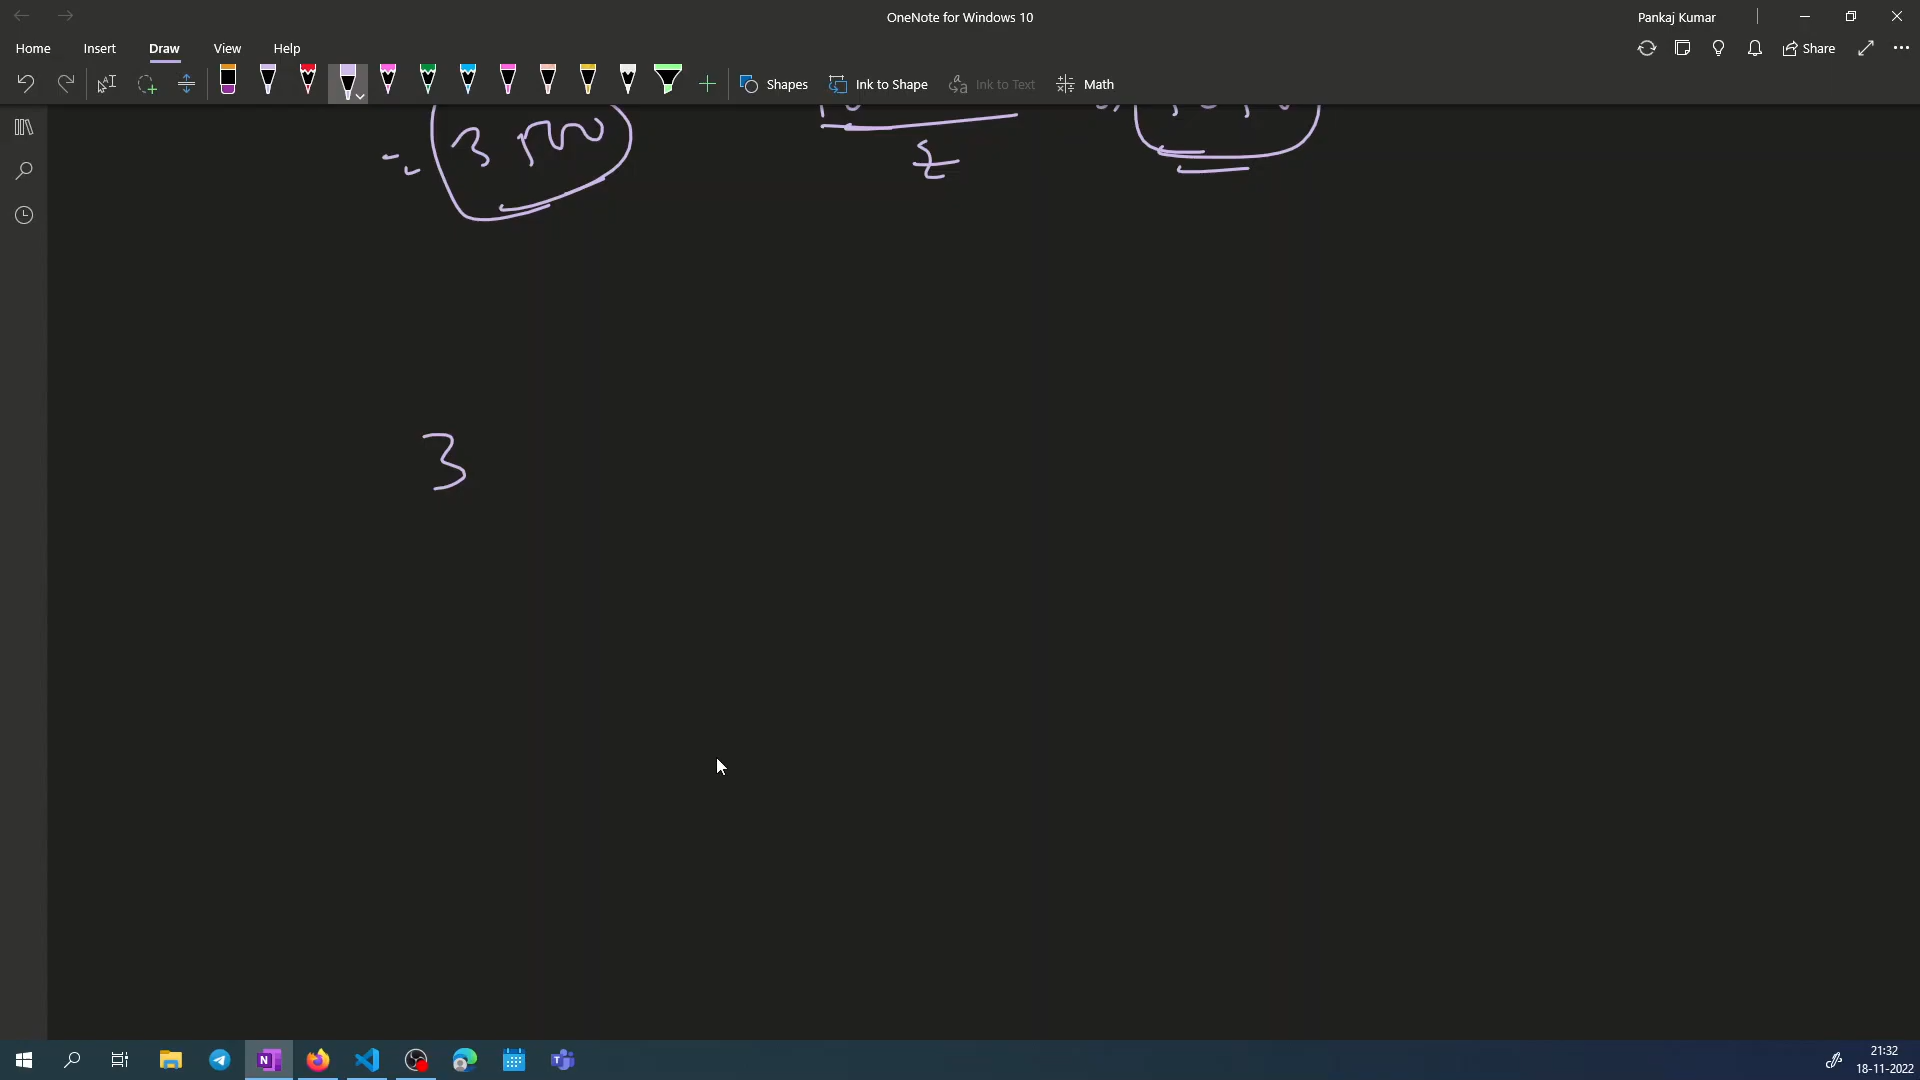 OneNote for Windows 10
Pankaj Kumar
Home Insert Draw View Help
Share
Shapes Ink to Shape Ink to Text Math
3
21:32
18-11-2022